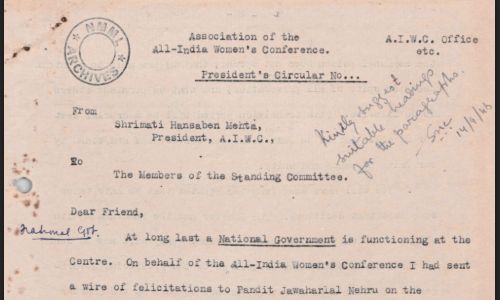 NMML
ARCHIVES
Association of the
All-India Women's Conference.
A.I.W.C. Office
etc.
President's Circular No...
Kindly suggest
suitable headings
for the paragraphs.
14/9/46
From
Shrimati Hansaben Mehta,
President, A.I.W.C.,
To
The Members of the Standing Committee.
Dear Friend,
National Govt.
At long last a National Government is functioning at the
Centre. On behalf of the All-India Women's Conference I had sent
a wire of felicitations to Pandit Jawaharlal Nehru on the